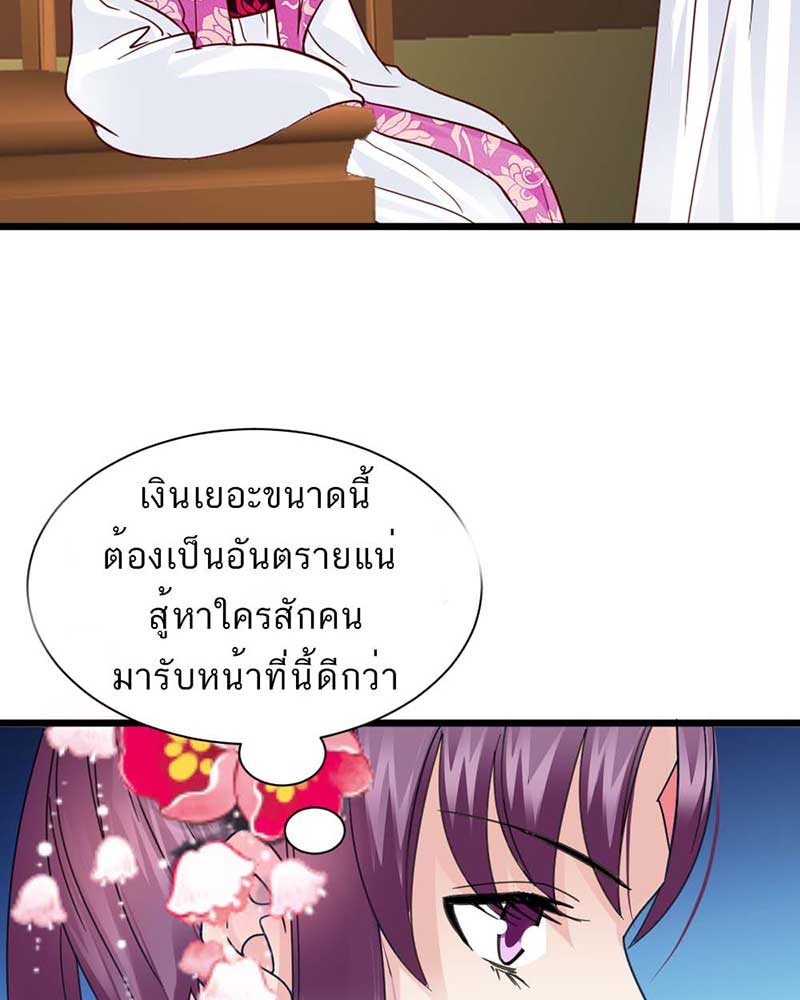 เงินเยอะขนาดนี้
ต้องเป็นอันตรายแน่
สู้หาใครสักคน
มารับหน้าที่นี้ดีกว่า